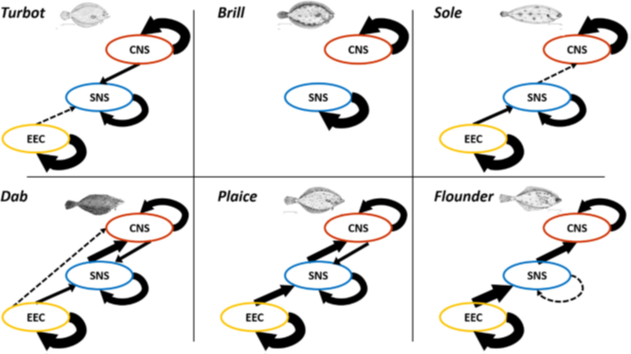 Turbot
CNS
SNS
EEC
Brill
CNS
SNS
Sole
CNS
SNS
EEC
Dab
CNS
SNS
EEC
Plaice
CNS
SNS
EEC
Flounder
CNS
SNS
EEC